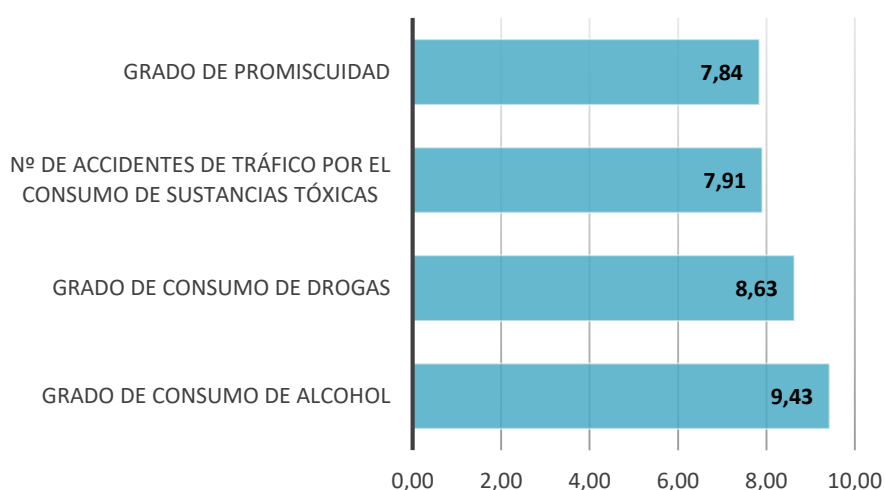 GRADO DE PROMISCUIDAD
7,84
Nº DE ACCIDENTES DE TRÁFICO POR EL
CONSUMO DE SUSTANCIAS TÓXICAS
7,91
GRADO DE CONSUMO DE DROGAS
8,63
GRADO DE CONSUMO DE ALCOHOL
9,43
0,00 2,00 4,00 6,00 8,00 10,00